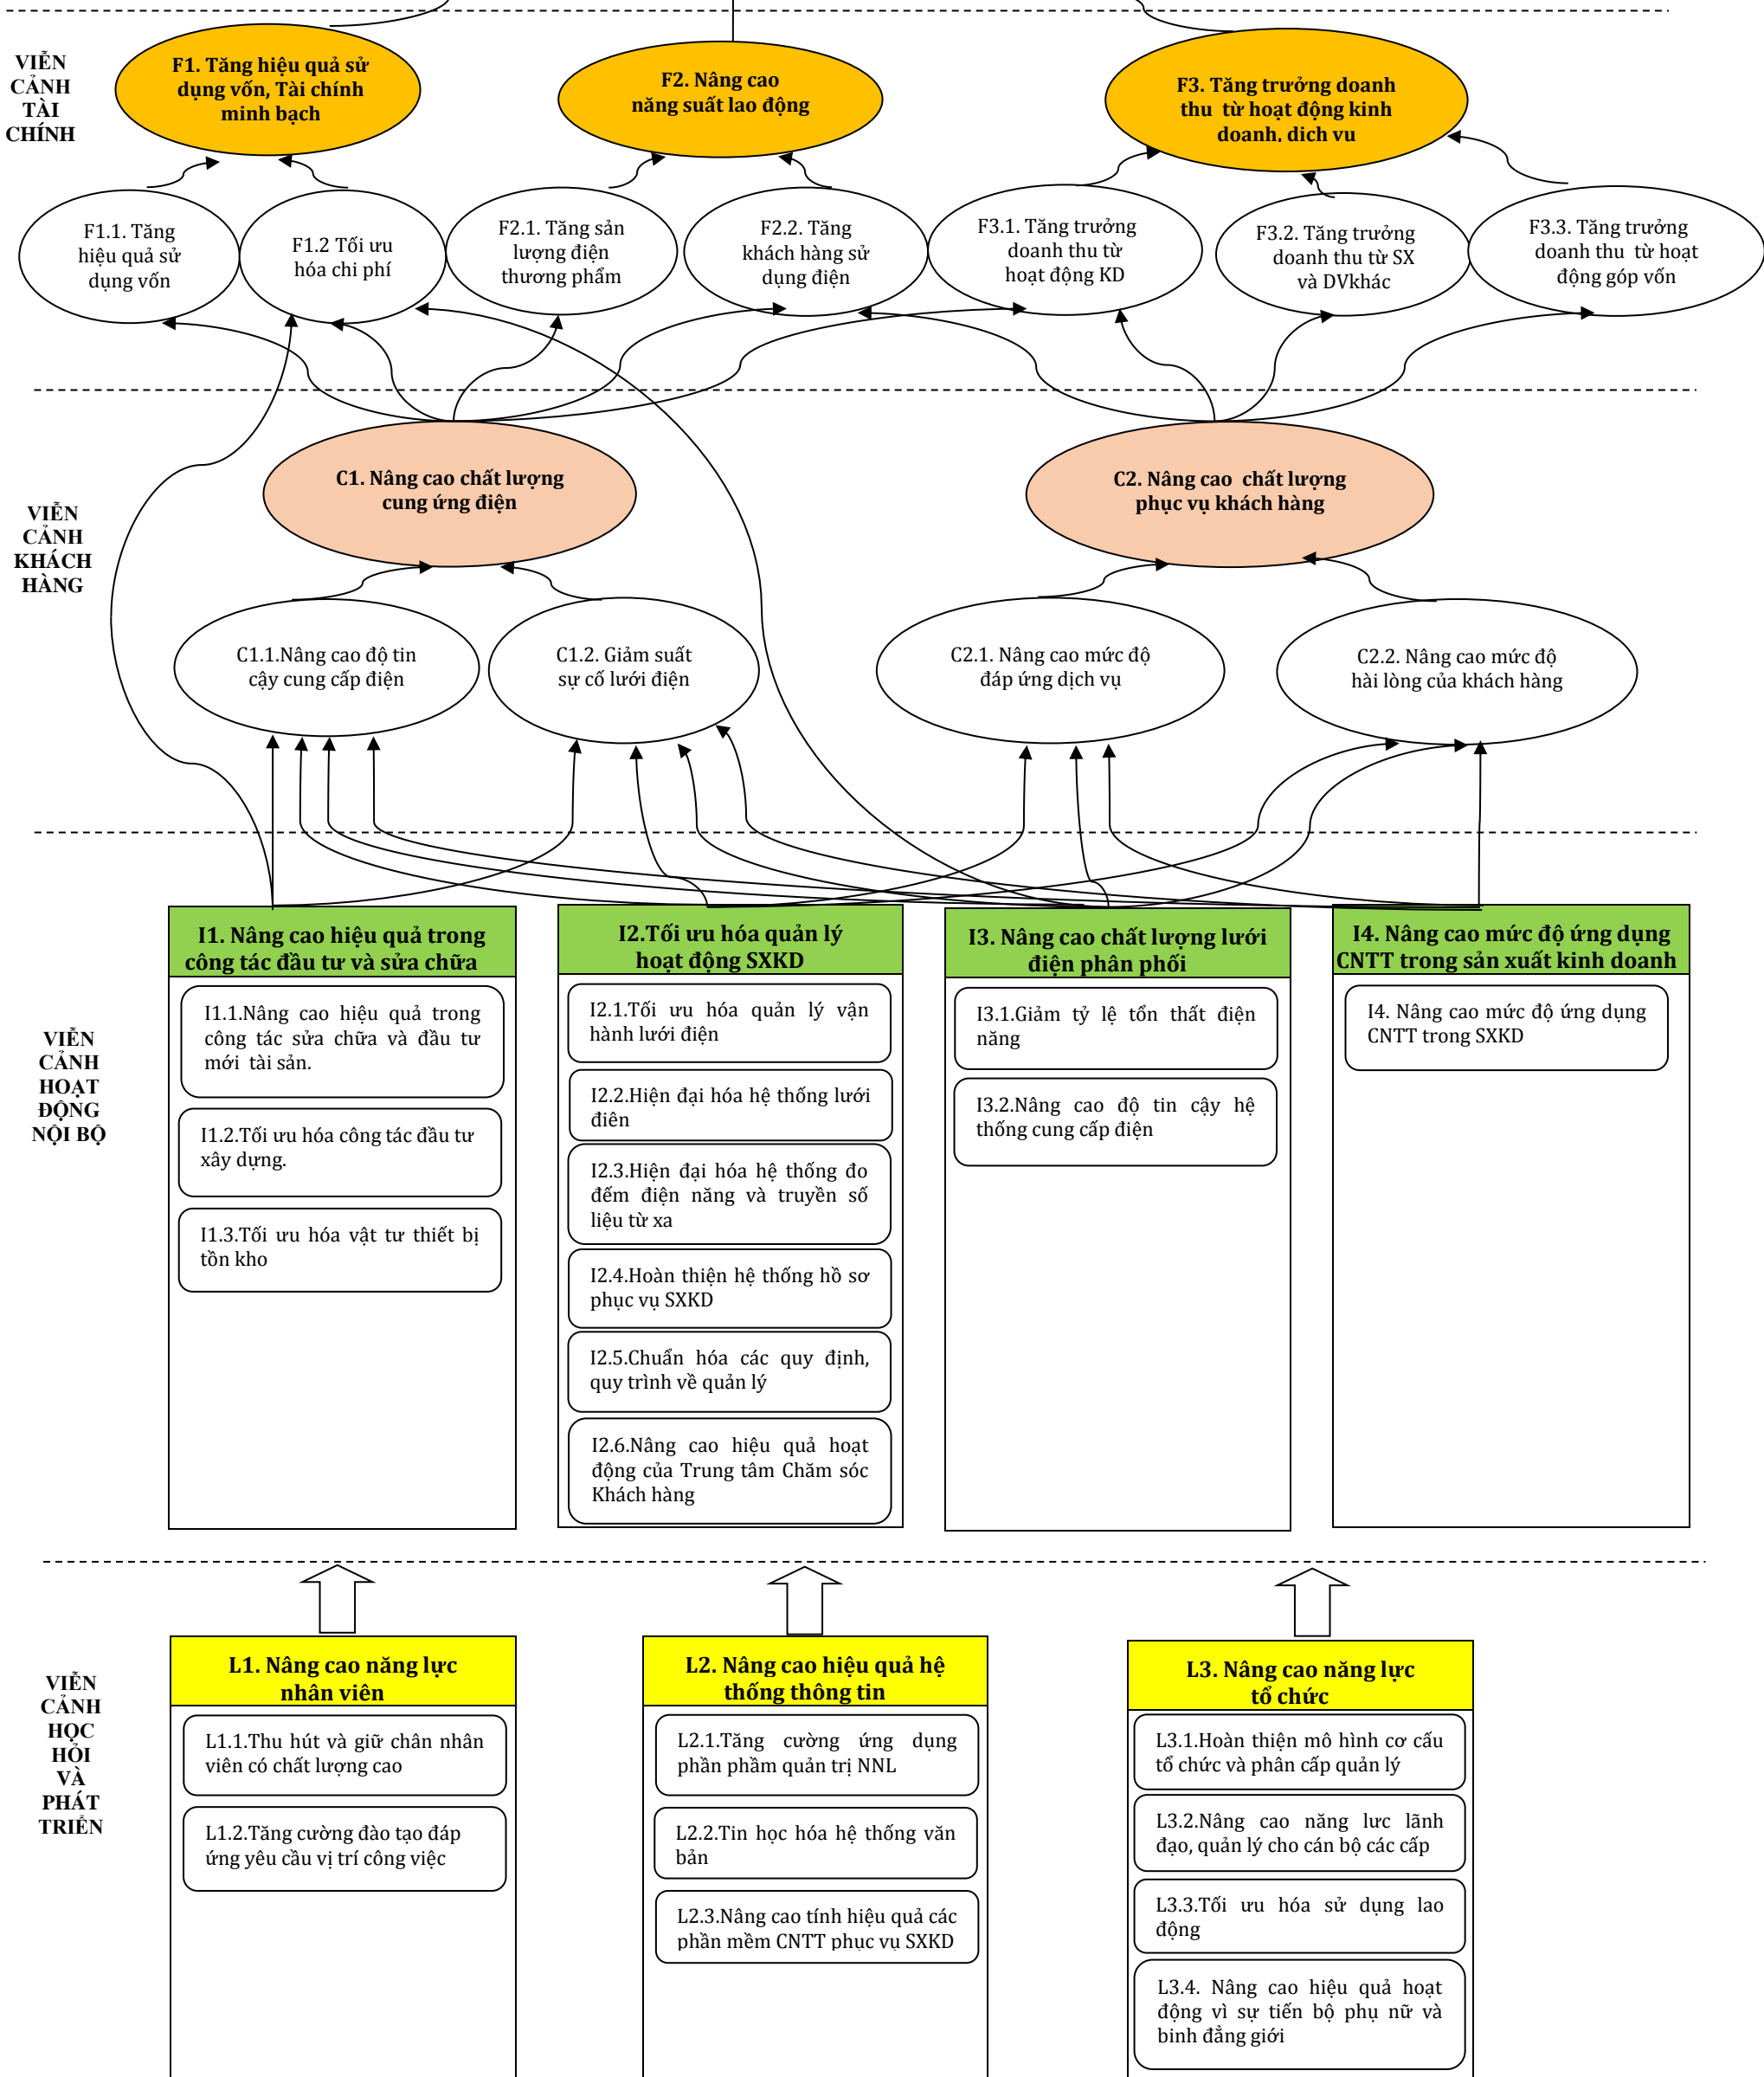 VIỄN
CẢNH
TÀI
CHÍNH
F1. Tăng hiệu quả sử
dụng vốn, Tài chính
minh bạch
F2. Nâng cao
năng suất lao động
F3. Tăng trưởng doanh
thu từ hoạt động kinh
doanh, dich vu
F1.1. Tăng
hiệu quả sử
dụng vốn
F1.2 Tối ưu
hóa chi phí
F2.1. Tăng sản
lượng điện
thương phẩm
F2.2. Tăng
khách hàng sử
dụng điện
F3.1. Tăng trưởng
doanh thu từ
hoạt động KD
F3.2. Tăng trưởng
doanh thu từ SX
và DVkhác
F3.3. Tăng trưởng
doanh thu từ hoạt
động góp vốn
VIỄN
CẢNH
KHÁCH
HÀNG
C1. Nâng cao chất lượng
cung ứng điện
C2. Nâng cao chất lượng
phục vụ khách hàng
C1.1.Nâng cao độ tin
cậy cung cấp điện
C1.2. Giảm suất
sự cố lưới điện
C2.1. Nâng cao mức độ
đáp ứng dịch vụ
C2.2. Nâng cao mức độ
hài lòng của khách hàng
VIỄN
CẢNH
HOẠT
ĐỘNG
NỘI BỘ
I1. Nâng cao hiệu quả trong
công tác đầu tư và sửa chữa
I1.1.Nâng cao hiệu quả trong
công tác sửa chữa và đầu tư
mới tài sản.
I1.2.Tối ưu hóa công tác đầu tư
xây dựng.
I1.3.Tối ưu hóa vật tư thiết bị
tồn kho
I2.Tối ưu hóa quản lý
hoạt động SXKD
I2.1.Tối ưu hóa quản lý vận
hành lưới điện
I2.2.Hiện đại hóa hệ thống lưới
điên
I2.3.Hiện đại hóa hệ thống đo
đếm điện năng và truyền số
liệu từ xa
I2.4.Hoàn thiện hệ thống hồ sơ
phục vụ SXKD
I2.5.Chuẩn hóa các quy định,
quy trình về quản lý
I2.6.Nâng cao hiệu quả hoạt
động của Trung tâm Chăm sóc
Khách hàng
I3. Nâng cao chất lượng lưới
điện phân phối
I3.1.Giảm tỷ lệ tổn thất điện
năng
I3.2.Nâng cao độ tin cậy hệ
thống cung cấp điện
I4. Nâng cao mức độ ứng dụng
CNTT trong sản xuất kinh doanh
I4. Nâng cao mức độ ứng dụng
CNTT trong SXKD
VIỄN
CẢNH
HỌC
HỎI
VÀ
PHÁT
TRIỂN
L1. Nâng cao năng lực
nhân viên
L1.1.Thu hút và giữ chân nhân
viên có chất lượng cao
L1.2.Tăng cường đào tạo đáp
ứng yêu cầu vị trí công việc
L2. Nâng cao hiệu quả hệ
thống thông tin
L2.1.Tăng cường ứng dụng
phần phầm quản trị NNL
L2.2.Tin học hóa hệ thống văn
bản
L2.3.Nâng cao tính hiệu quả các
phần mềm CNTT phục vụ SXKD
L3. Nâng cao năng lực
tổ chức
L3.1.Hoàn thiện mô hình cơ cấu
tổ chức và phân cấp quản lý
L3.2.Nâng cao năng lưc lãnh
đạo, quản lý cho cán bộ các cấp
L3.3.Tối ưu hóa sử dụng lao
động
L3.4. Nâng cao hiệu quả hoạt
động vì sự tiến bộ phụ nữ và
binh đẳng giới